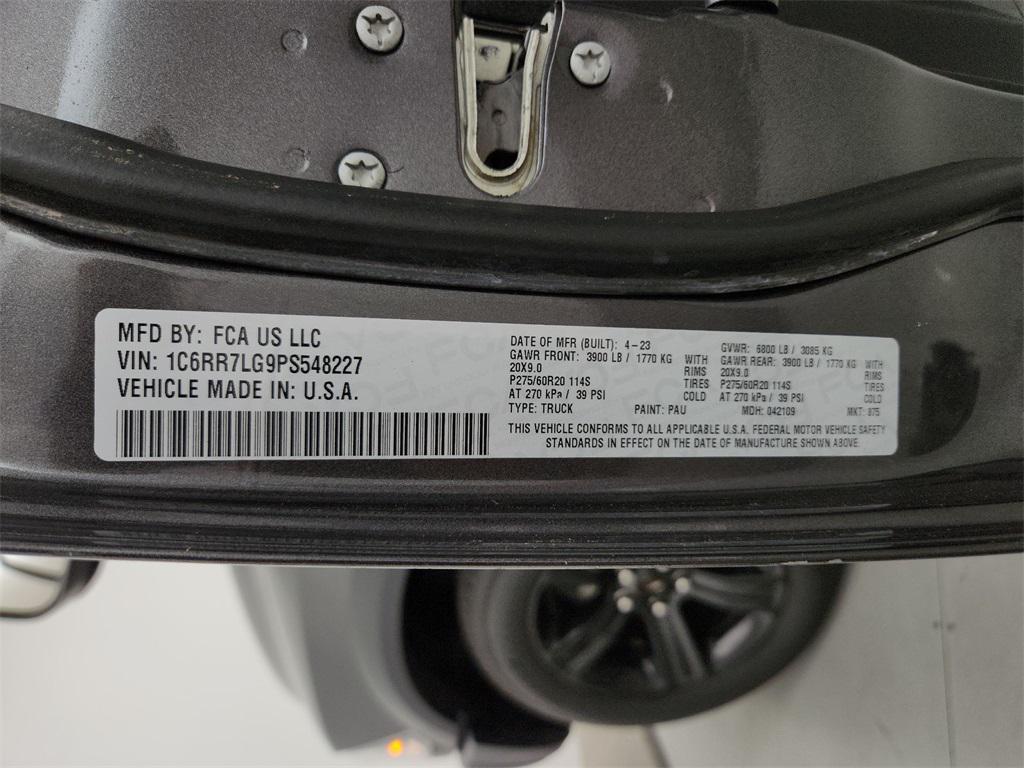 MFD BY: FCA US LLC
VIN: 1C6RR7LG9PS548227
VEHICLE MADE IN: U.S.A.
DATE OF MFR (BUILT): 4-23 GVWR: 6800 LB / 3085 KG
GAWR FRONT: 3900 LB / 1770 KG WITH GAWR REAR: 3900 LB / 1770 KG WITH
20X9.0 RIMS 20X9.0 RIMS
P275/60R20 114S TIRES P275/60R20 114S TIRES
AT 270 kPa / 39 PSI COLD AT 270 kPa / 39 PSI COLD
TYPE: TRUCK PAINT: PAU MDH: 042109 MKT: 875
THIS VEHICLE CONFORMS TO ALL APPLICABLE U.S.A. FEDERAL MOTOR VEHICLE SAFETY
STANDARDS IN EFFECT ON THE DATE OF MANUFACTURE SHOWN ABOVE.